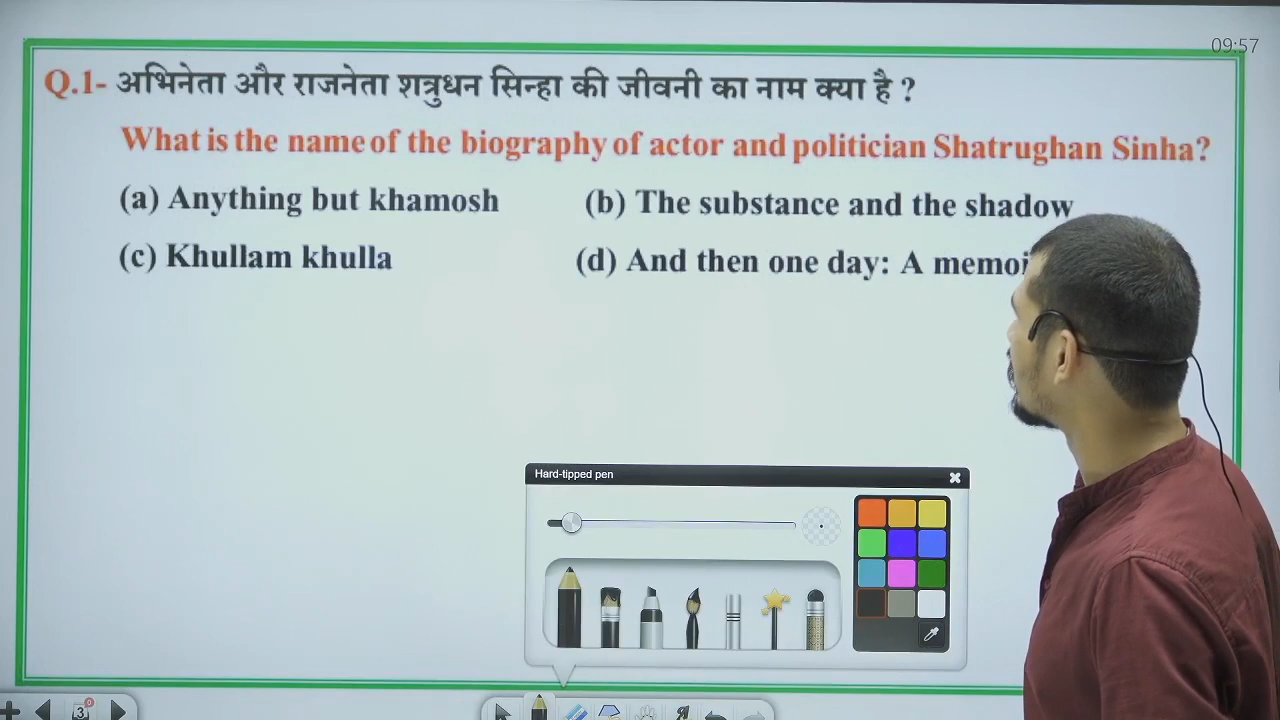 09:57
Q.1- अभिनेता और राजनेता शत्रुधन सिन्हा की जीवनी का नाम क्या है ?
What is the name of the biography of actor and politician Shatrughan Sinha?
(a) Anything but khamosh (b) The substance and the shadow
(c) Khullam khulla (d) And then one day: A
Hard-tipped pen
3
0